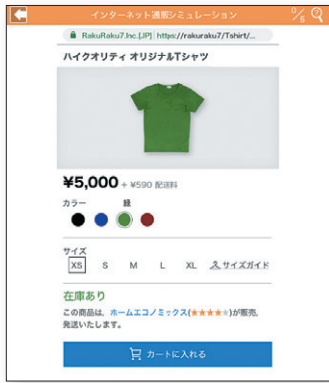 インターネット通販シミュレーション 0/5
RakuRaku7.Inc.[JP] https://rakuraku7/Tshirt/...
ハイクオリティ オリジナルTシャツ
¥5,000 + ¥590 配送料
カラー 緑
サイズ
XS S M L XL サイズガイド
在庫あり
この商品は、ホームエコノミックス(★★★★★)が販売、
発送いたします。
カートに入れる